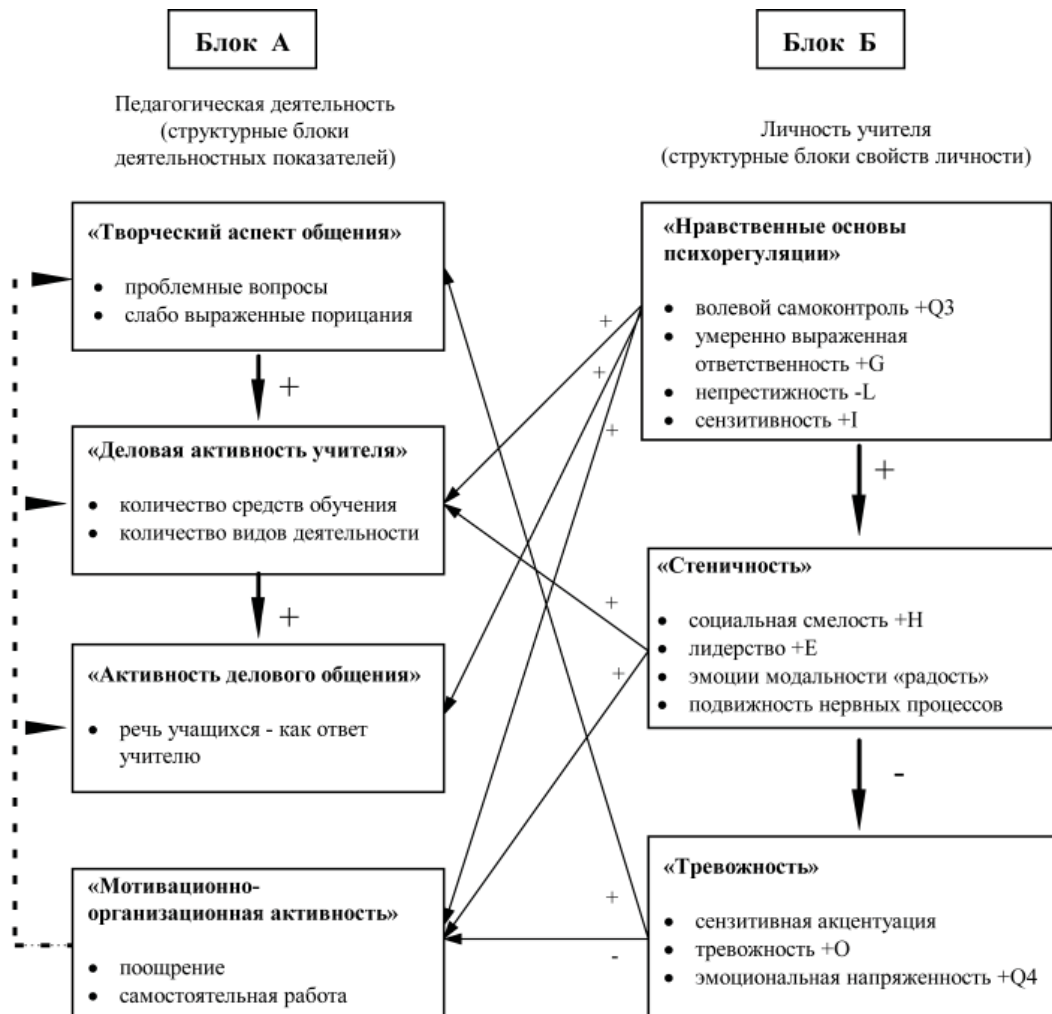 Блок А
Педагогическая деятельность
(структурные блоки
деятельностных показателей)
«Творческий аспект общения»
• проблемные вопросы
• слабо выраженные порицания
+
«Деловая активность учителя»
• количество средств обучения
• количество видов деятельности
+
«Активность делового общения»
• речь учащихся - как ответ
учителю
«Мотивационно-
организационная активность»
• поощрение
• самостоятельная работа
+
+
+
+
+
+
-
Блок Б
Личность учителя
(структурные блоки свойств личности)
«Нравственные основы
психорегуляции»
• волевой самоконтроль +Q3
• умеренно выраженная
ответственность +G
• непрестижность -L
• сензитивность +I
+
«Стеничность»
• социальная смелость +H
• лидерство +E
• эмоции модальности «радость»
• подвижность нервных процессов
-
«Тревожность»
• сензитивная акцентуация
• тревожность +O
• эмоциональная напряженность +Q4